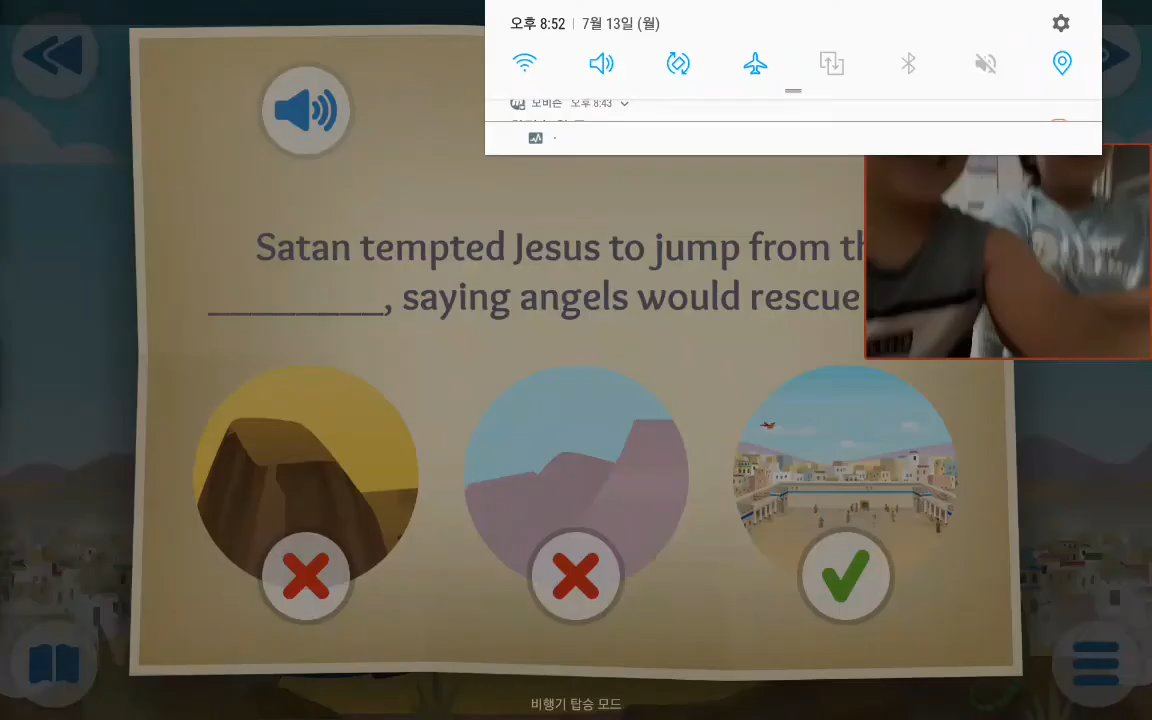 오후 8:52 | 7월 13일 (월)
모비즌 오후 8:43
Satan tempted Jesus to jump from th
_________, saying angels would rescue
비행기 탑승 모드